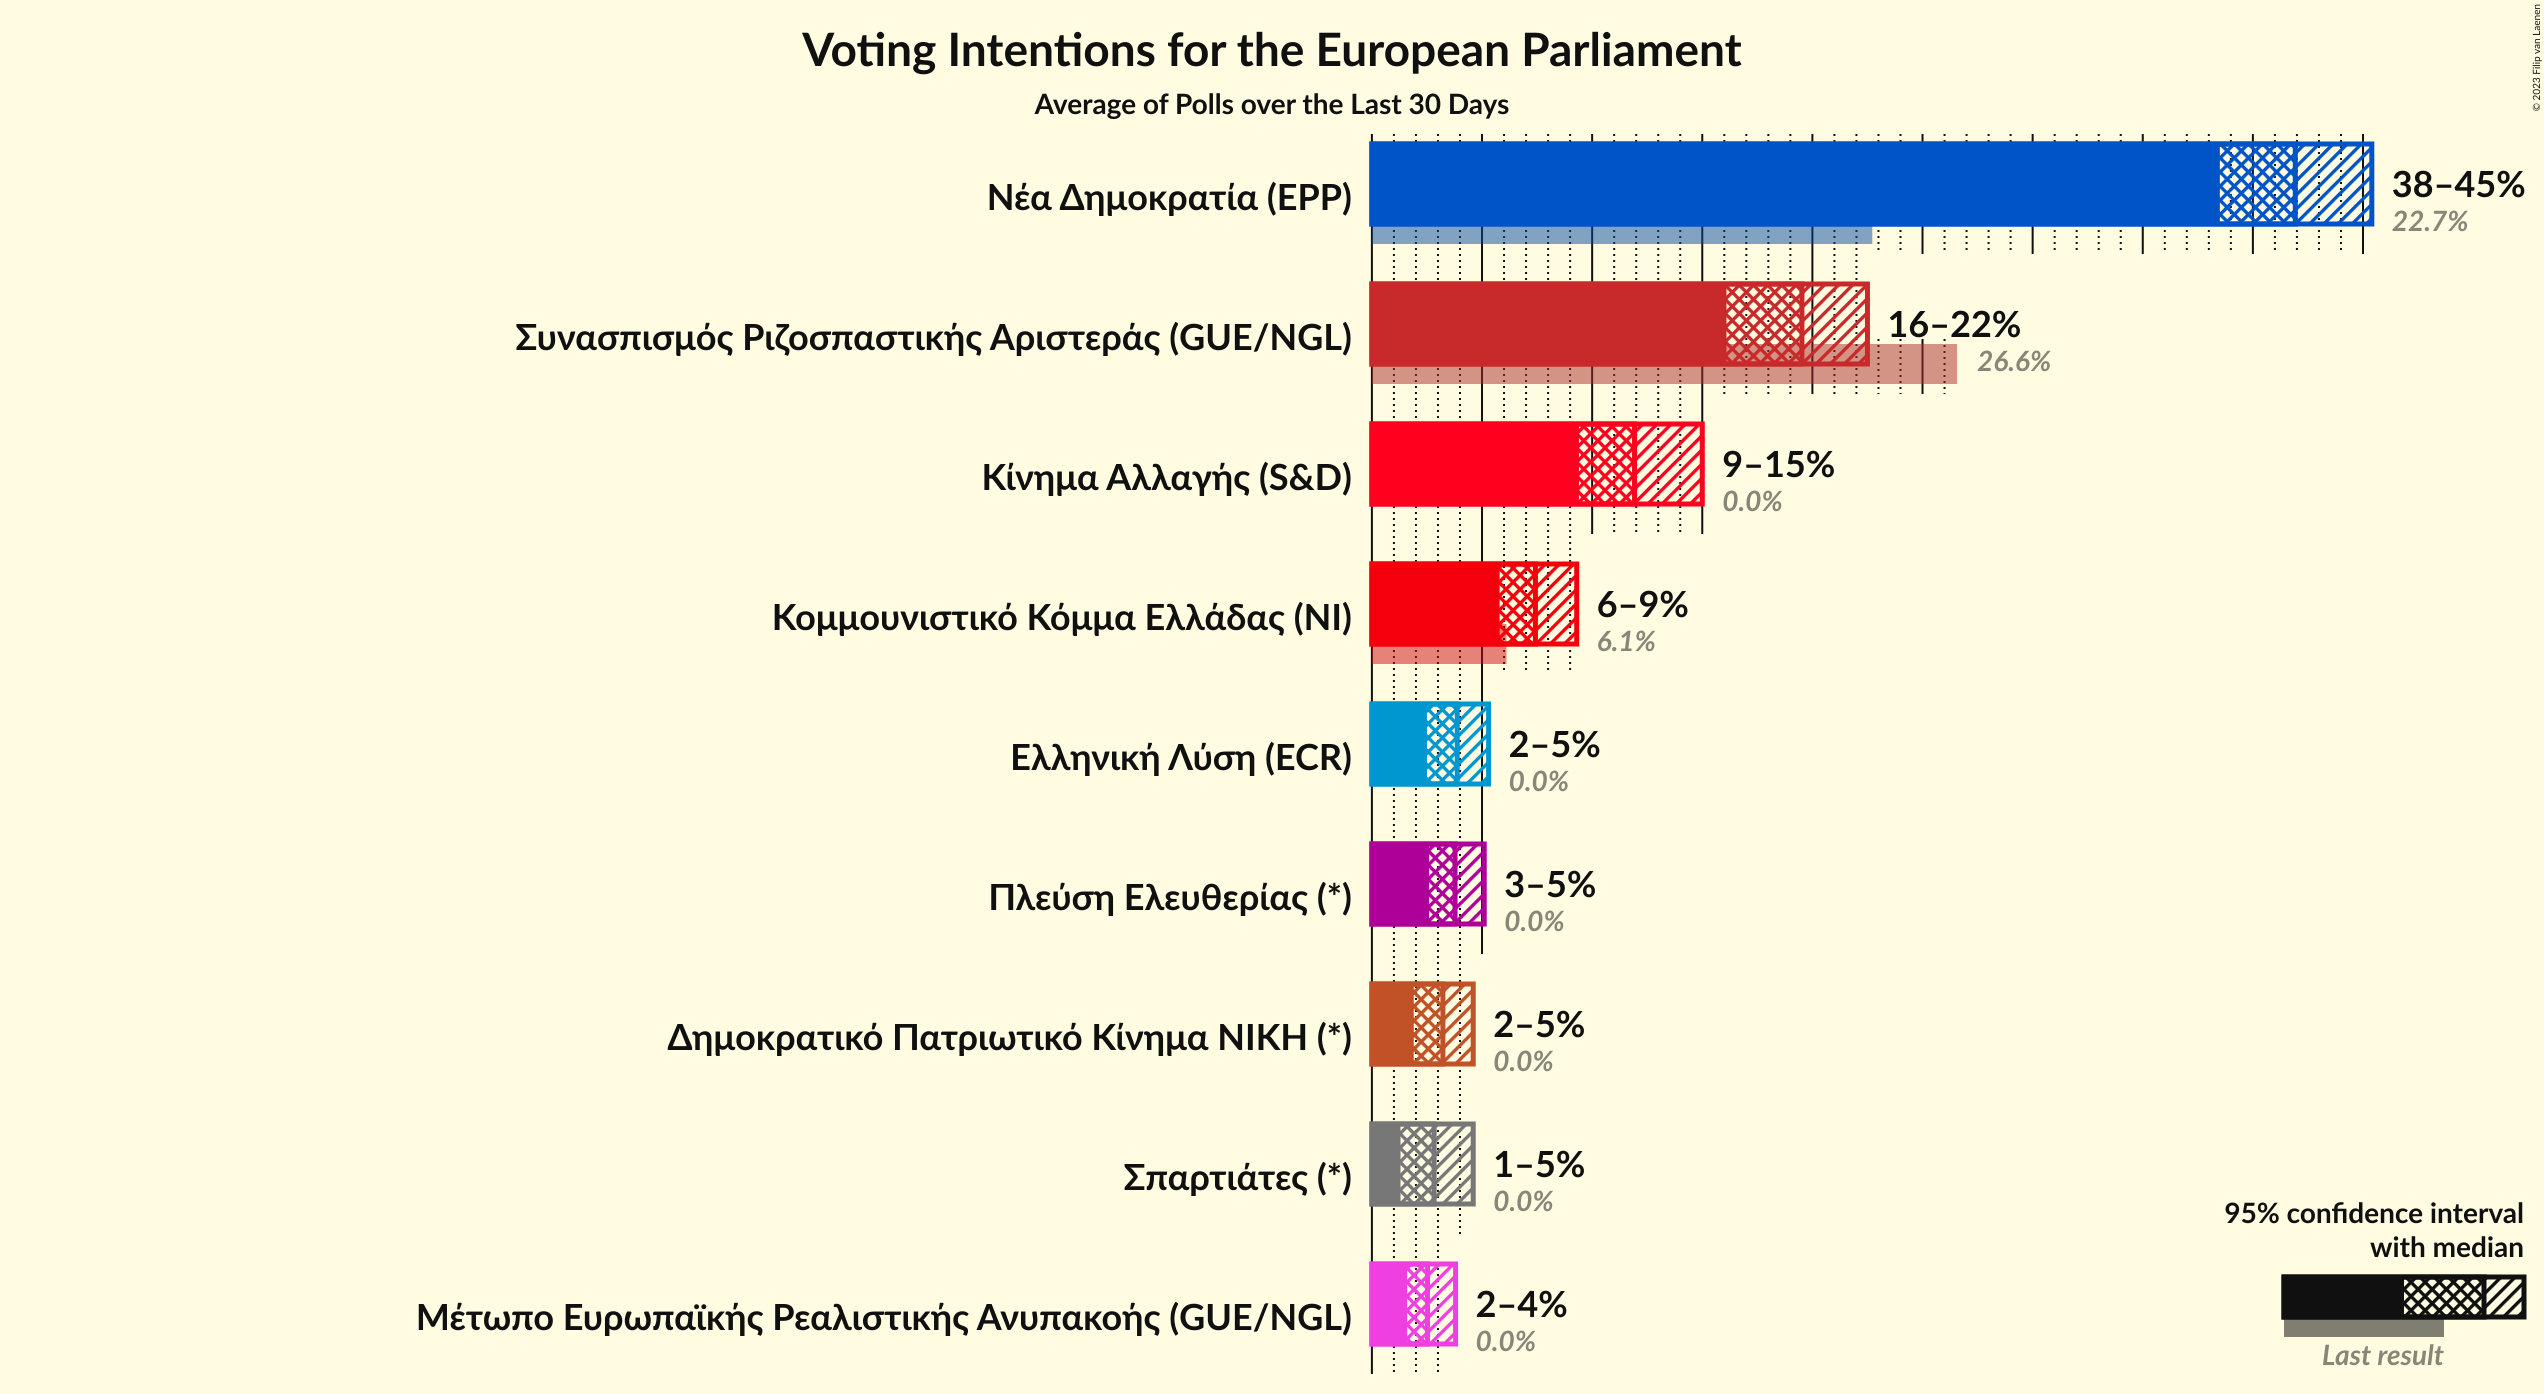 Voting Intentions for the European Parliament
Average of Polls over the Last 30 Days
© 2023 Filip van Laenen
Νέα Δημοκρατία (EPP)
38–45%
22.7%
Συνασπισμός Ριζοσπαστικής Αριστεράς (GUE/NGL)
16–22%
26.6%
Κίνημα Αλλαγής (S&D)
9–15%
0.0%
Κομμουνιστικό Κόμμα Ελλάδας (NI)
6–9%
6.1%
Ελληνική Λύση (ECR)
2–5%
0.0%
Πλεύση Ελευθερίας (*)
3–5%
0.0%
Δημοκρατικό Πατριωτικό Κίνημα ΝΙΚΗ (*)
2–5%
0.0%
Σπαρτιάτες (*)
1–5%
0.0%
Μέτωπο Ευρωπαϊκής Ρεαλιστικής Ανυπακοής (GUE/NGL)
2–4%
0.0%
95% confidence interval
with median
Last result